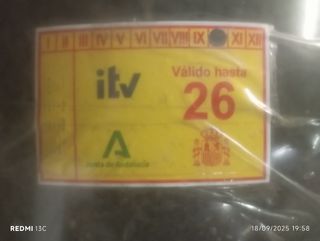 I II III IV V VI VII VIII IX XI XII
itv
Válido hasta
26
Junta de Andalucía
REDMI 13C
18/09/2025 19:58